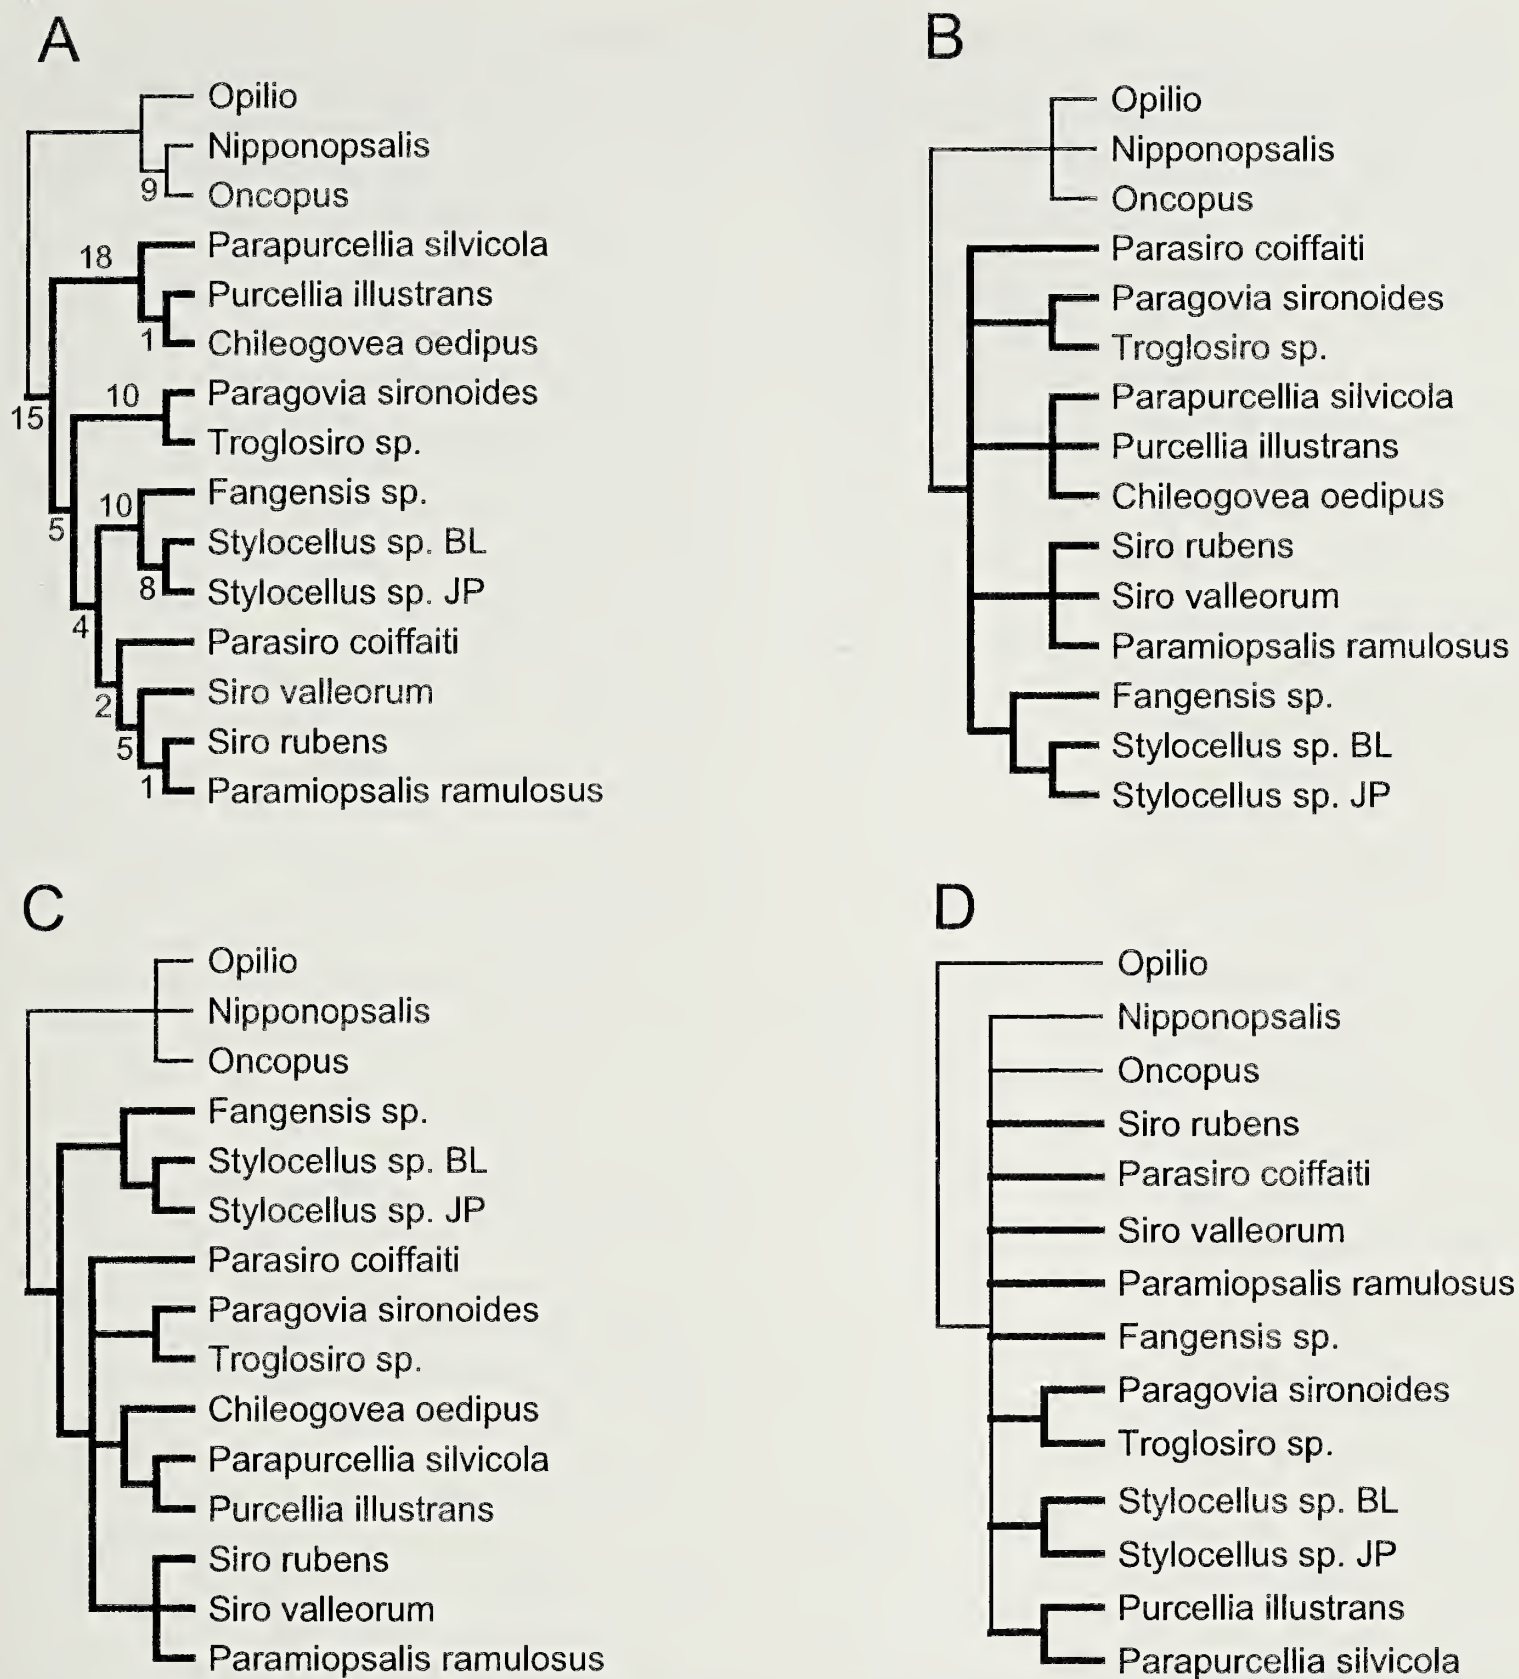 A
Opilio
Nipponopsalis
9
Oncopus
18
Parapurcellia silvicola
Purcellia illustrans
1
Chileogovea oedipus
10
Paragovia sironoides
15
Troglosiro sp.
10
Fangensis sp.
5
Stylocellus sp. BL
8
Stylocellus sp. JP
4
Parasiro coiffaiti
2
Siro valleorum
5
Siro rubens
1
Paramiopsalis ramulosus
B
Opilio
Nipponopsalis
Oncopus
Parasiro coiffaiti
Paragovia sironoides
Troglosiro sp.
Parapurcellia silvicola
Purcellia illustrans
Chileogovea oedipus
Siro rubens
Siro valleorum
Paramiopsalis ramulosus
Fangensis sp.
Stylocellus sp. BL
Stylocellus sp. JP
C
Opilio
Nipponopsalis
Oncopus
Fangensis sp.
Stylocellus sp. BL
Stylocellus sp. JP
Parasiro coiffaiti
Paragovia sironoides
Troglosiro sp.
Chileogovea oedipus
Parapurcellia silvicola
Purcellia illustrans
Siro rubens
Siro valleorum
Paramiopsalis ramulosus
D
Opilio
Nipponopsalis
Oncopus
Siro rubens
Parasiro coiffaiti
Siro valleorum
Paramiopsalis ramulosus
Fangensis sp.
Paragovia sironoides
Troglosiro sp.
Stylocellus sp. BL
Stylocellus sp. JP
Purcellia illustrans
Parapurcellia silvicola